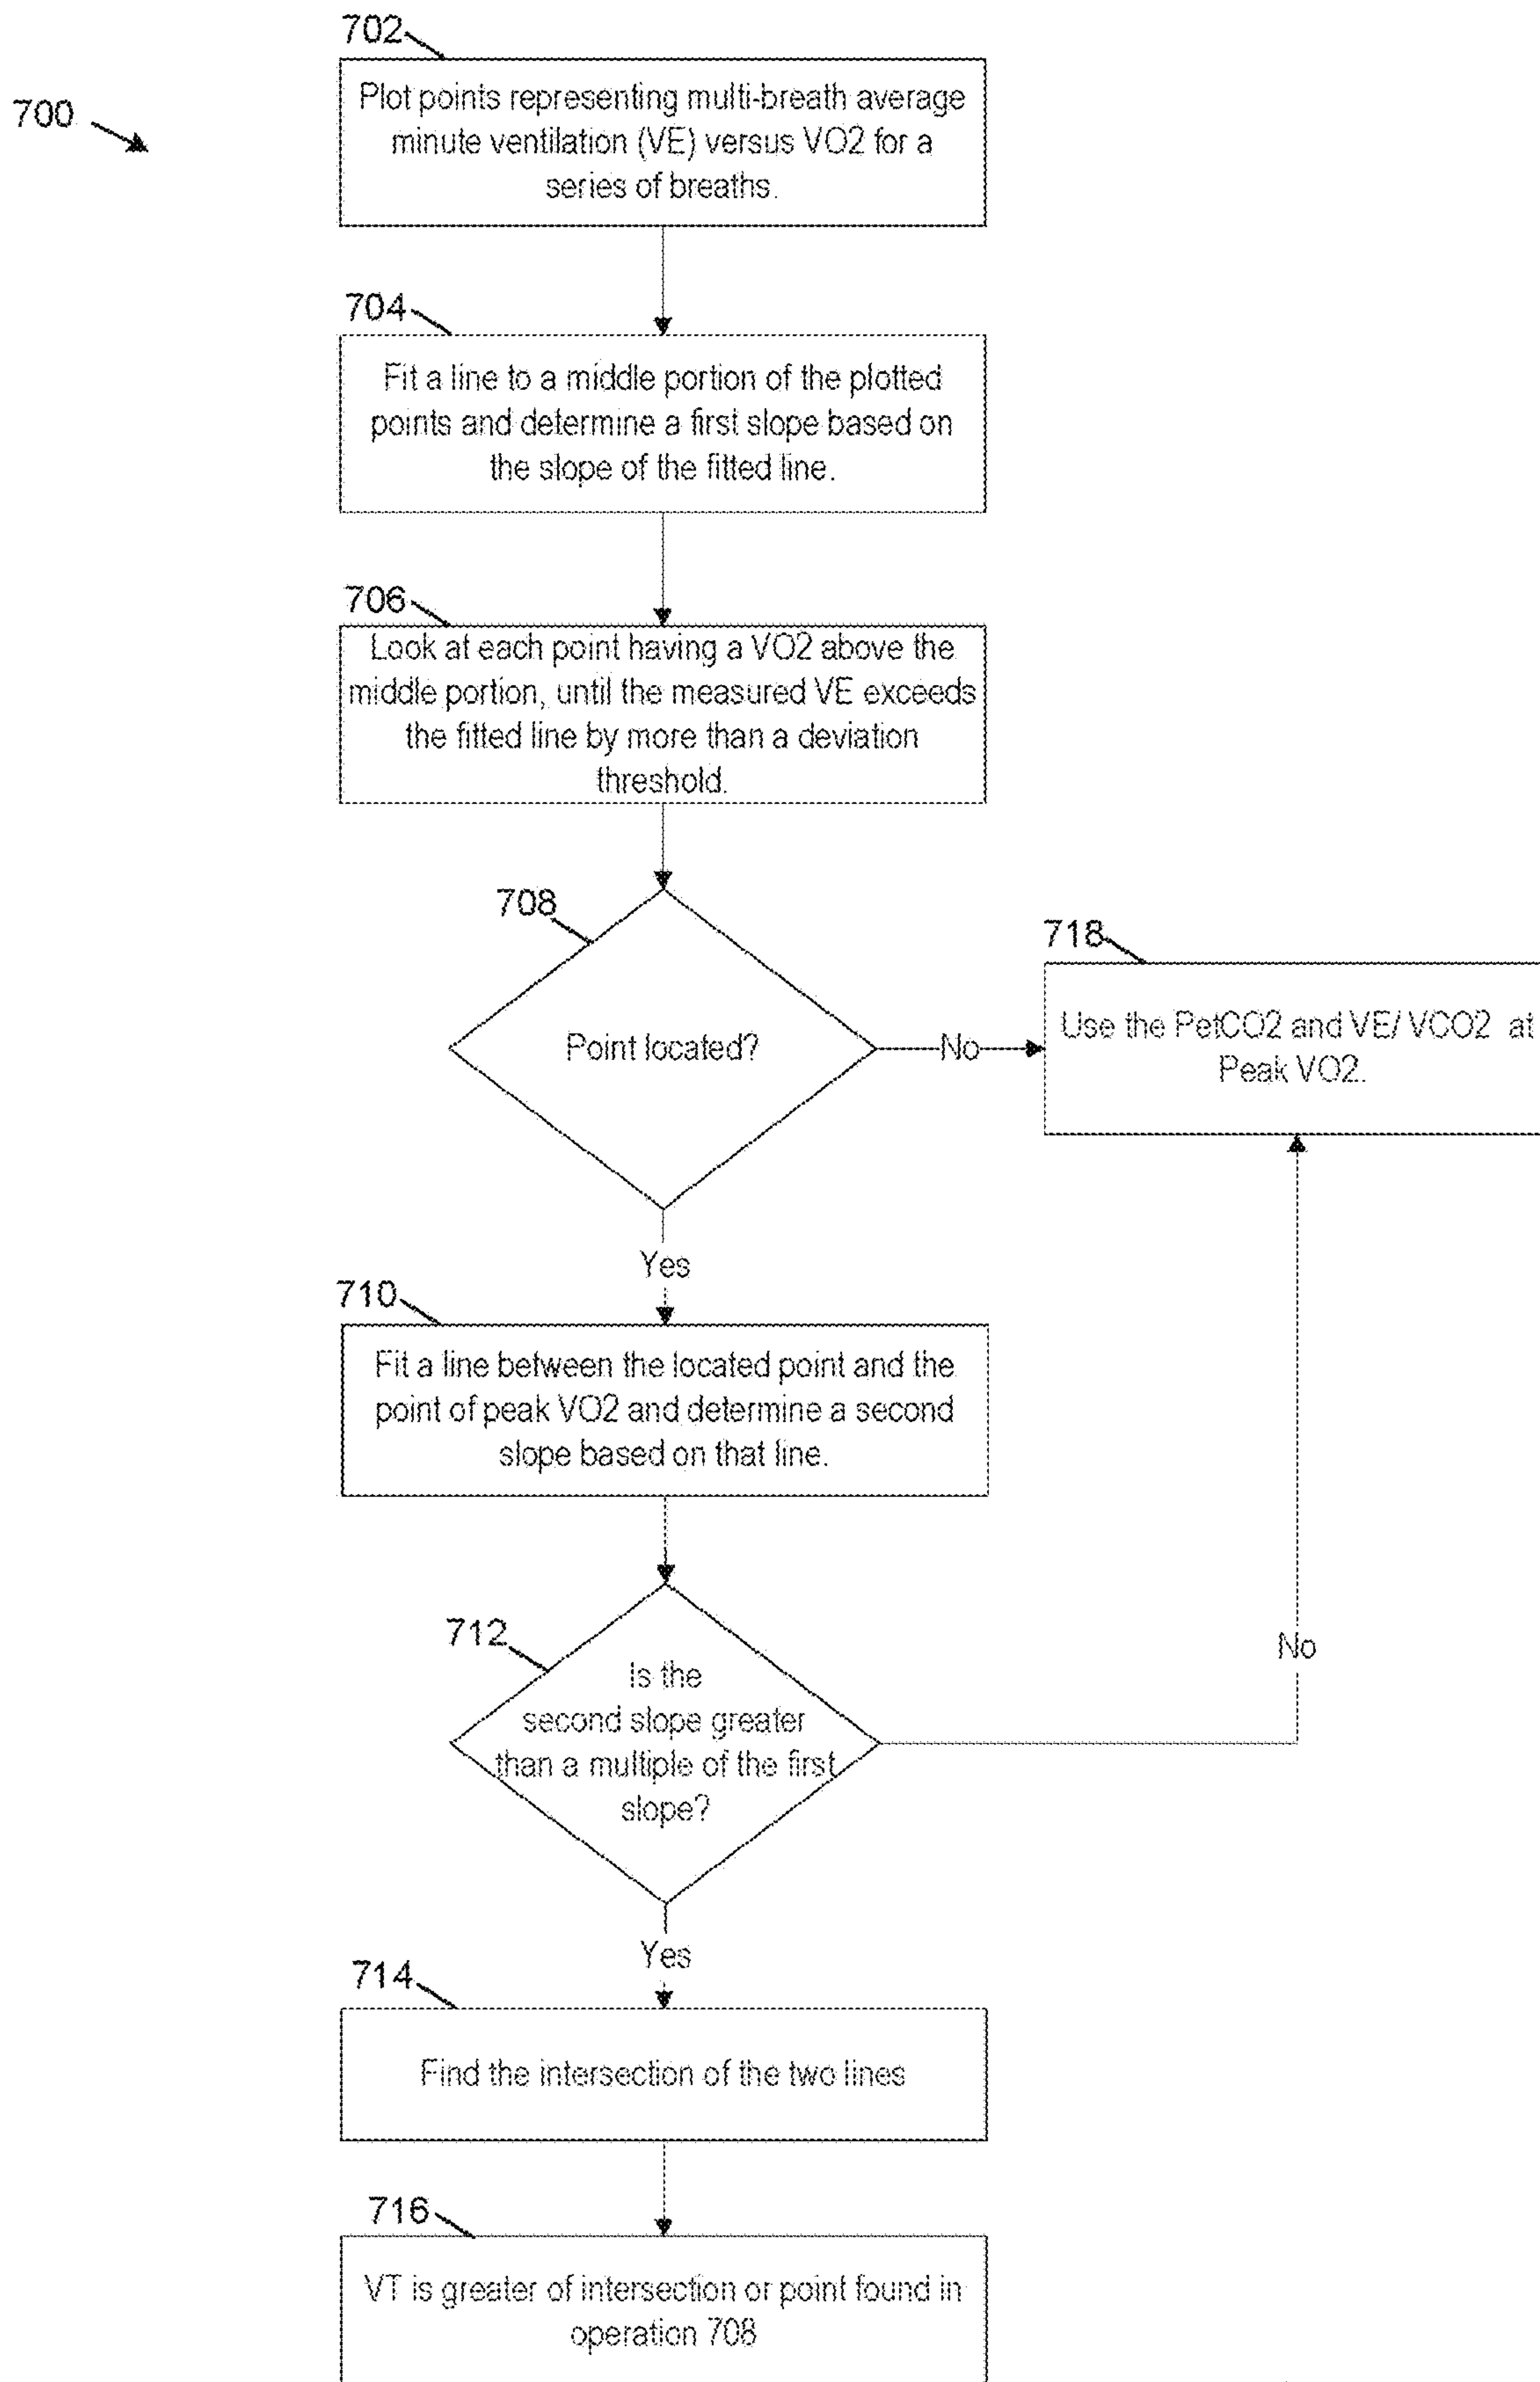 702
700
Plot points representing multi-breath average
minute ventilation (VE) versus VO2 for a
series of breaths.
704
Fit a line to a middle portion of the plotted
points and determine a first slope based on
the slope of the fitted line.
706
Look at each point having a VO2 above the
middle portion, until the measured VE exceeds
the fitted line by more than a deviation
threshold.
708
Point located?
No
718
Use the PetCO2 and VE/ VCO2 at
Peak VO2.
Yes
710
Fit a line between the located point and the
point of peak VO2 and determine a second
slope based on that line.
712
Is the
second slope greater
than a multiple of the first
slope?
No
Yes
714
Find the intersection of the two lines
716
VT is greater of intersection or point found in
operation 708